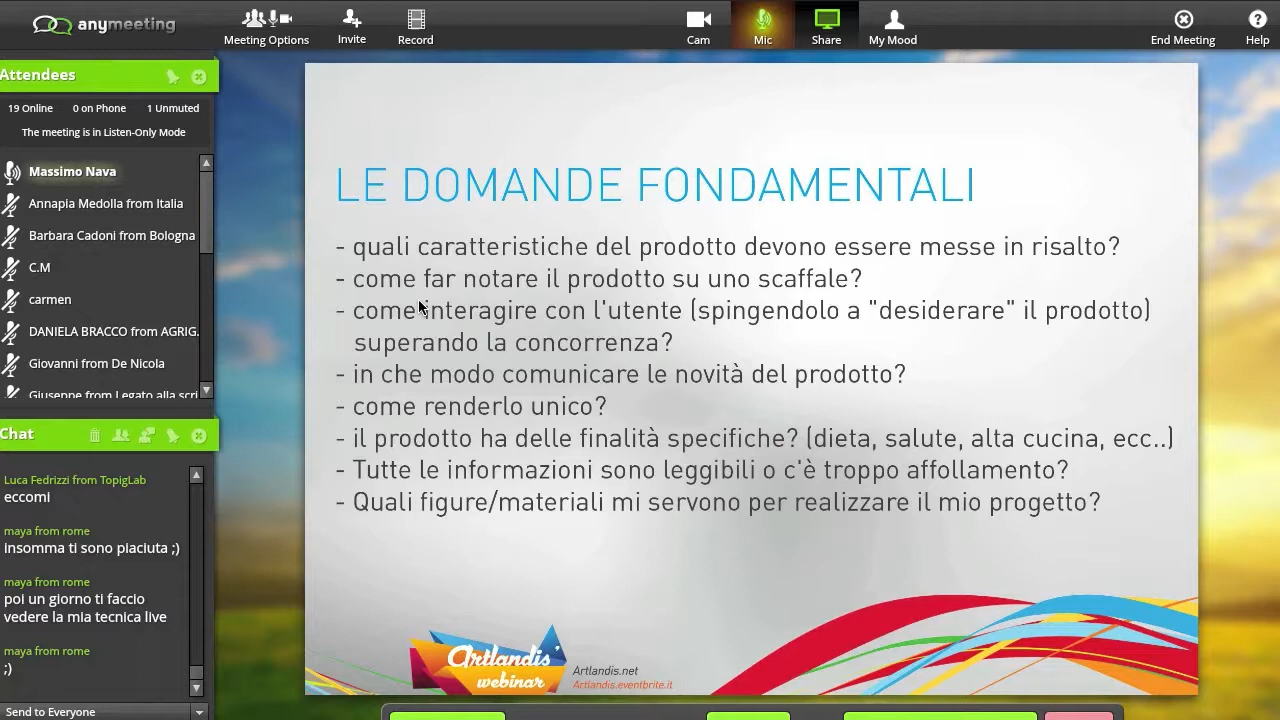 anymeeting
Meeting Options
Invite
Record
Cam
Mic
Share
My Mood
End Meeting
Help
Attendees
19 Online 0 on Phone 1 Unmuted
The meeting is in Listen-Only Mode
Massimo Nava
Annapia Medolla from Italia
Barbara Cadoni from Bologna
C.M
carmen
DANIELA BRACCO from AGRIG.
Giovanni from De Nicola
Giuseppe from Legato alla scri
Chat
Luca Fedrizzi from TopigLab
eccomi
maya from rome
insomma ti sono piaciuta ;)
maya from rome
poi un giorno ti faccio
vedere la mia tecnica live
maya from rome
;)
Send to Everyone
LE DOMANDE FONDAMENTALI
- quali caratteristiche del prodotto devono essere messe in risalto?
- come far notare il prodotto su uno scaffale?
- come interagire con l'utente (spingendolo a "desiderare" il prodotto)
superando la concorrenza?
- in che modo comunicare le novità del prodotto?
- come renderlo unico?
- il prodotto ha delle finalità specifiche? (dieta, salute, alta cucina, ecc..)
- Tutte le informazioni sono leggibili o c'è troppo affollamento?
- Quali figure/materiali mi servono per realizzare il mio progetto?
Artlandis'
webinar
Artlandis.net
Artlandis.eventbrite.it